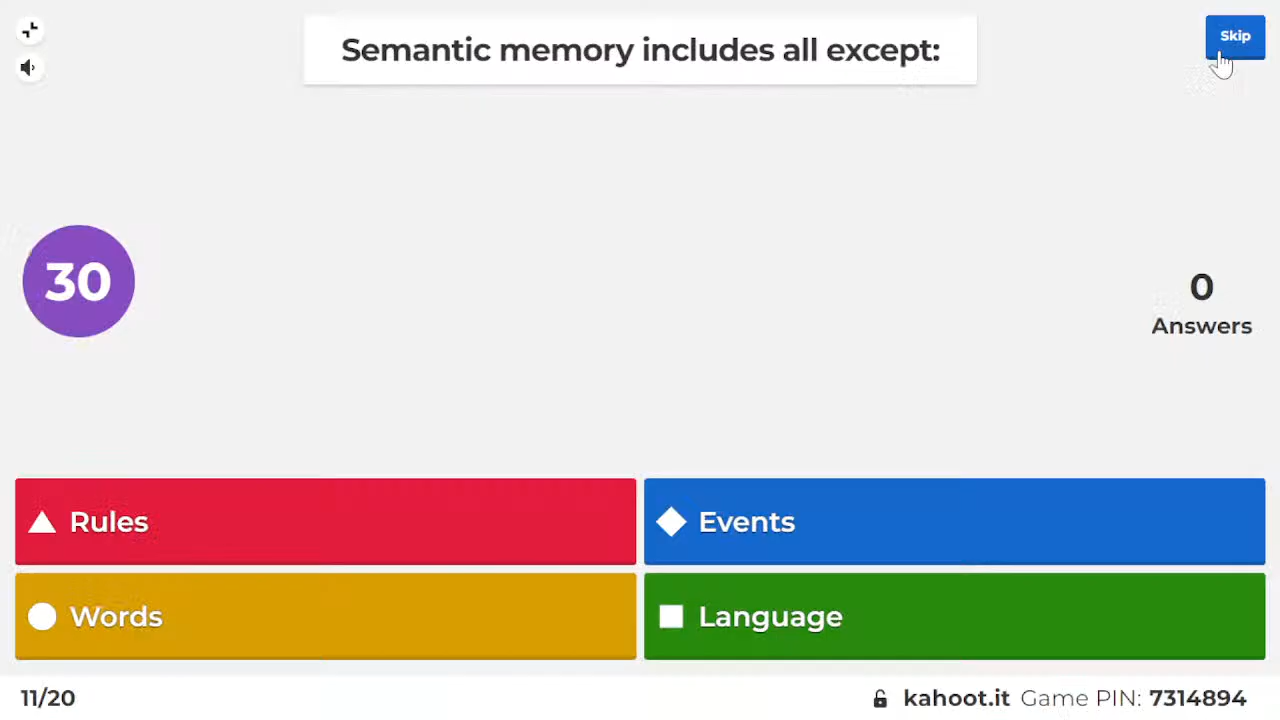 Semantic memory includes all except:
Skip
30
0
Answers
Rules
Events
Words
Language
11/20
kahoot.it Game PIN: 7314894